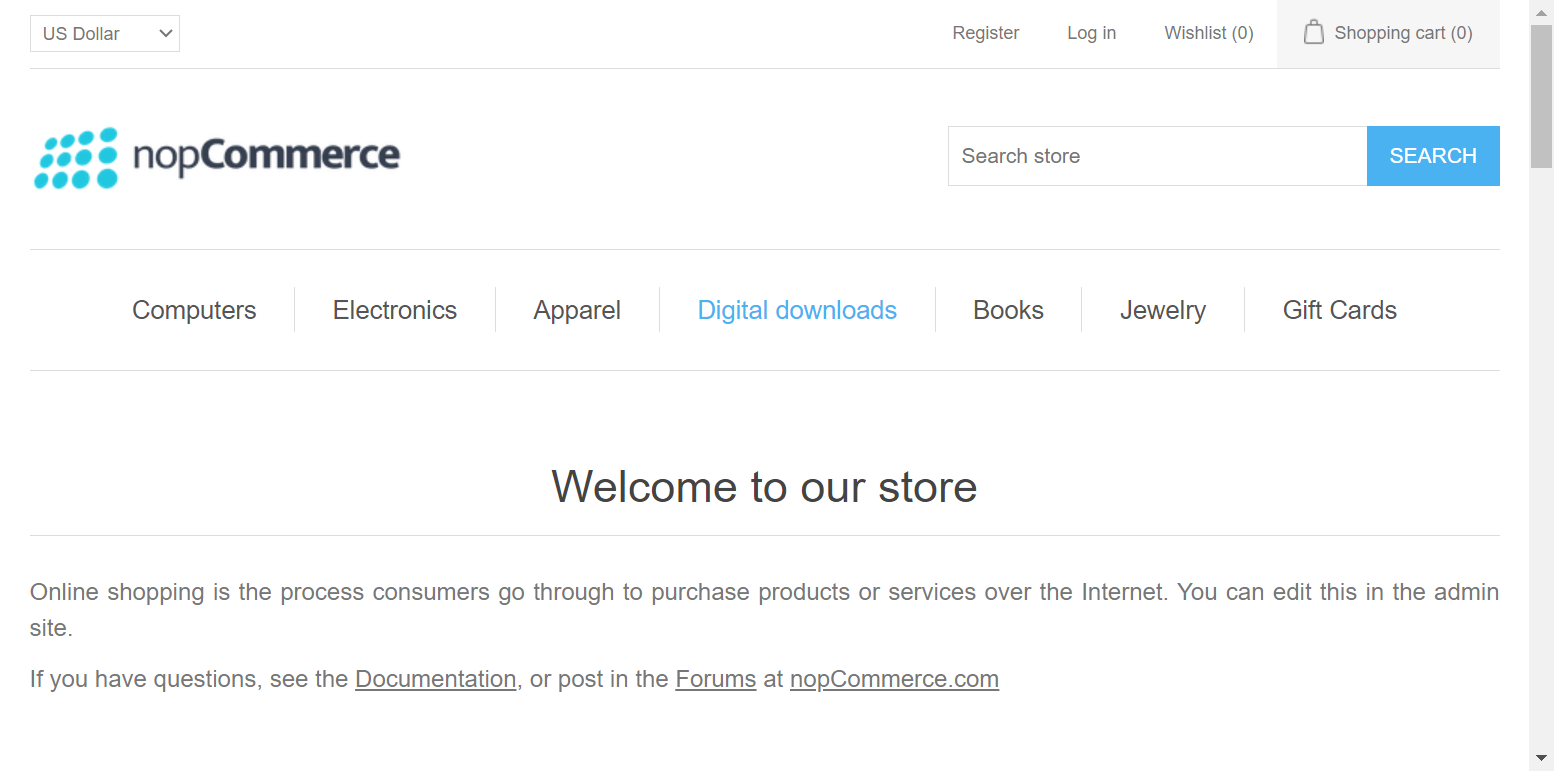 US Dollar
Register
Log in
Wishlist (0)
Shopping cart (0)
nopCommerce
Search store
SEARCH
Computers
Electronics
Apparel
Digital downloads
Books
Jewelry
Gift Cards
Welcome to our store
Online shopping is the process consumers go through to purchase products or services over the Internet. You can edit this in the admin
site.
If you have questions, see the Documentation, or post in the Forums at nopCommerce.com